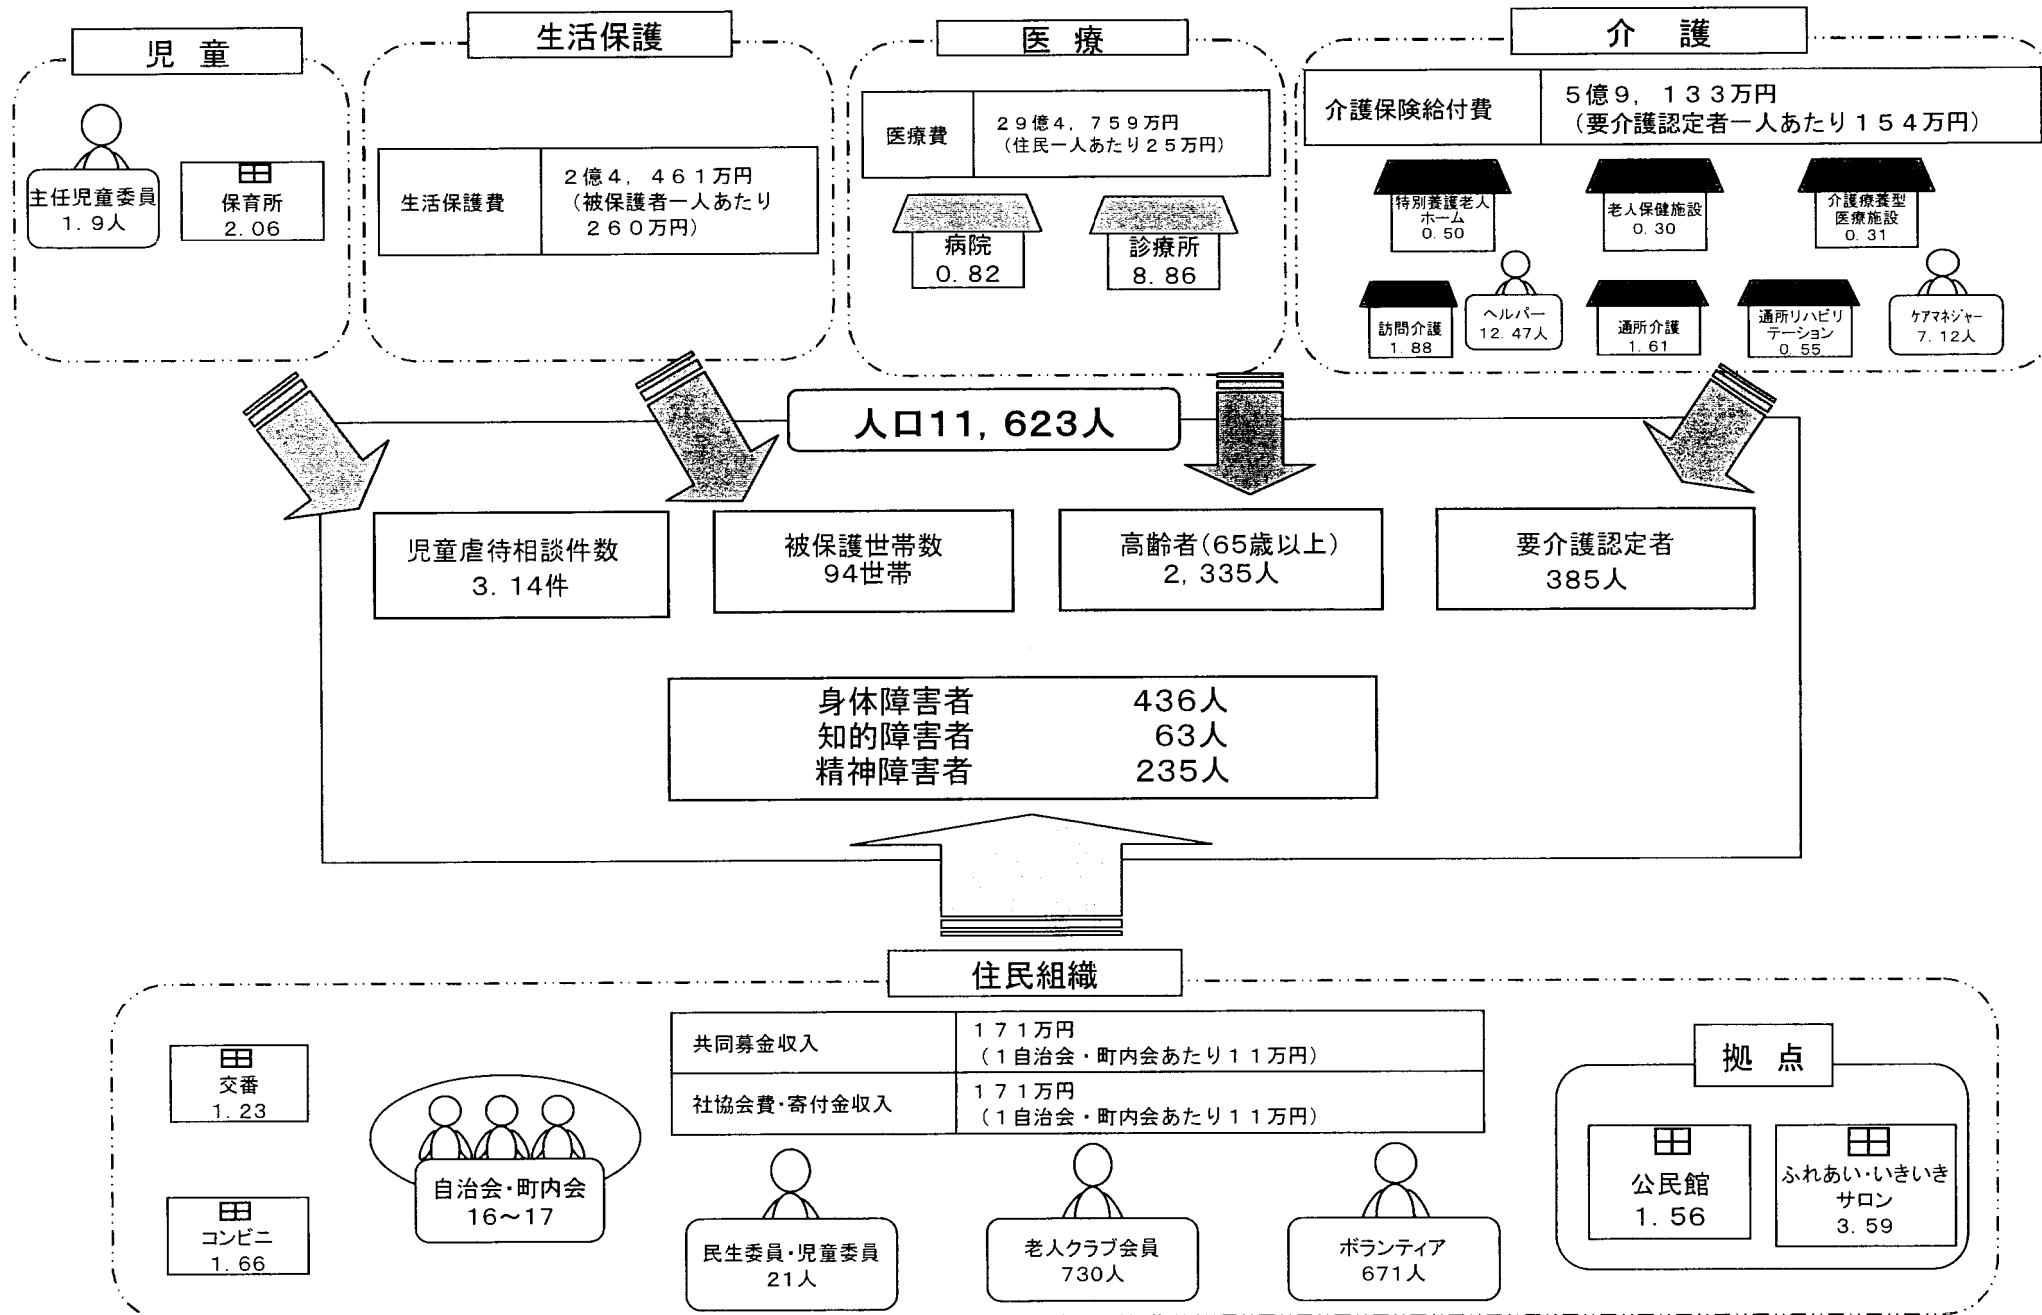 児 童
主任児童委員
1.9人
保育所
2.06
生活保護
生活保護費
2億4,461万円
(被保護者一人あたり
260万円)
医 療
医療費
29億4,759万円
(住民一人あたり25万円)
病院
0.82
診療所
8.86
介 護
介護保険給付費
5億9,133万円
(要介護認定者一人あたり154万円)
特別養護老人
ホーム
0.50
老人保健施設
0.30
介護療養型
医療施設
0.31
訪問介護
1.88
ヘルパー
12.47人
通所介護
1.61
通所リハビリ
テーション
0.55
ケアマネジャー
7.12人
人口11,623人
児童虐待相談件数
3.14件
被保護世帯数
94世帯
高齢者(65歳以上)
2,335人
要介護認定者
385人
身体障害者 436人
知的障害者 63人
精神障害者 235人
住民組織
交番
1.23
コンビニ
1.66
自治会・町内会
16～17
共同募金収入
171万円
(1自治会・町内会あたり11万円)
社協会費・寄付金収入
171万円
(1自治会・町内会あたり11万円)
民生委員・児童委員
21人
老人クラブ会員
730人
ボランティア
671人
拠 点
公民館
1.56
ふれあい・いきいき
サロン
3.59